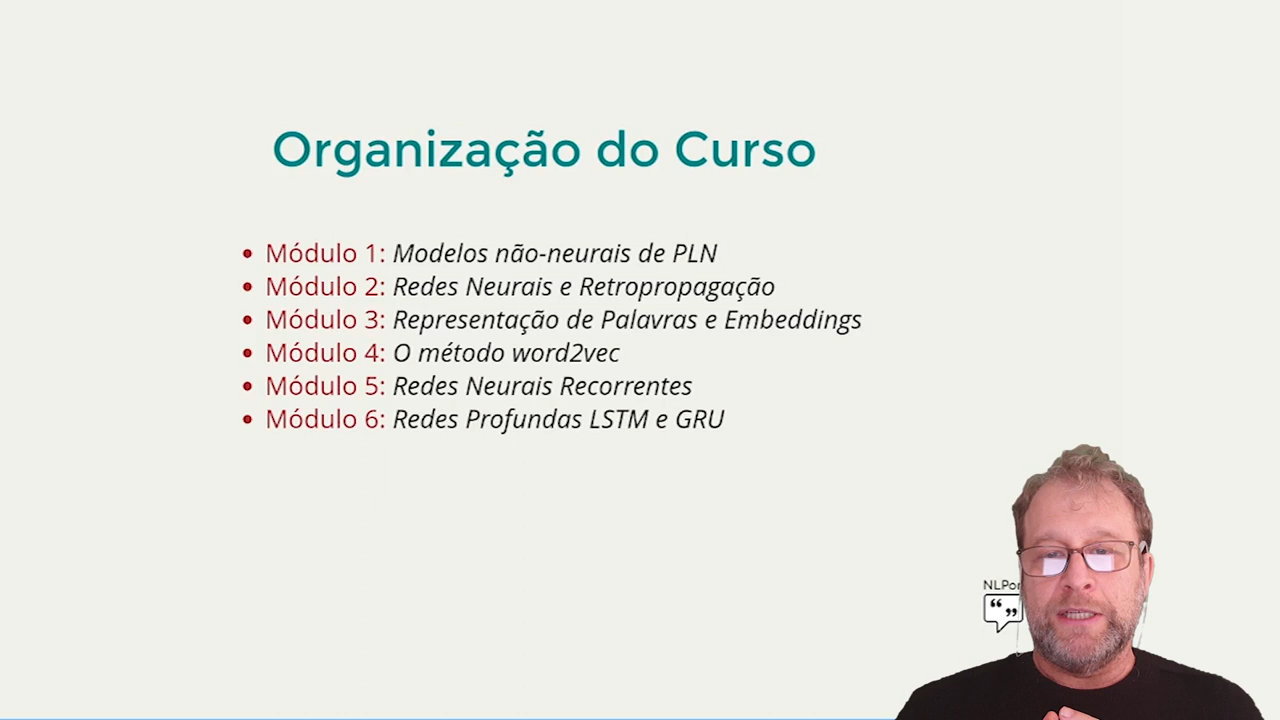 Organização do Curso
• Módulo 1: Modelos não-neurais de PLN
• Módulo 2: Redes Neurais e Retropropagação
• Módulo 3: Representação de Palavras e Embeddings
• Módulo 4: O método word2vec
• Módulo 5: Redes Neurais Recorrentes
• Módulo 6: Redes Profundas LSTM e GRU